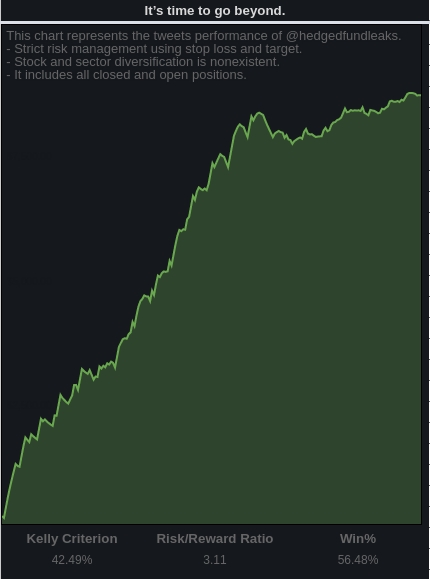 It's time to go beyond.
This chart represents the tweets performance of @hedgedfundleaks.
- Strict risk management using stop loss and target.
- Stock and sector diversification is nonexistent.
- It includes all closed and open positions.
Kelly Criterion Risk/Reward Ratio Win%
42.49% 3.11 56.48%